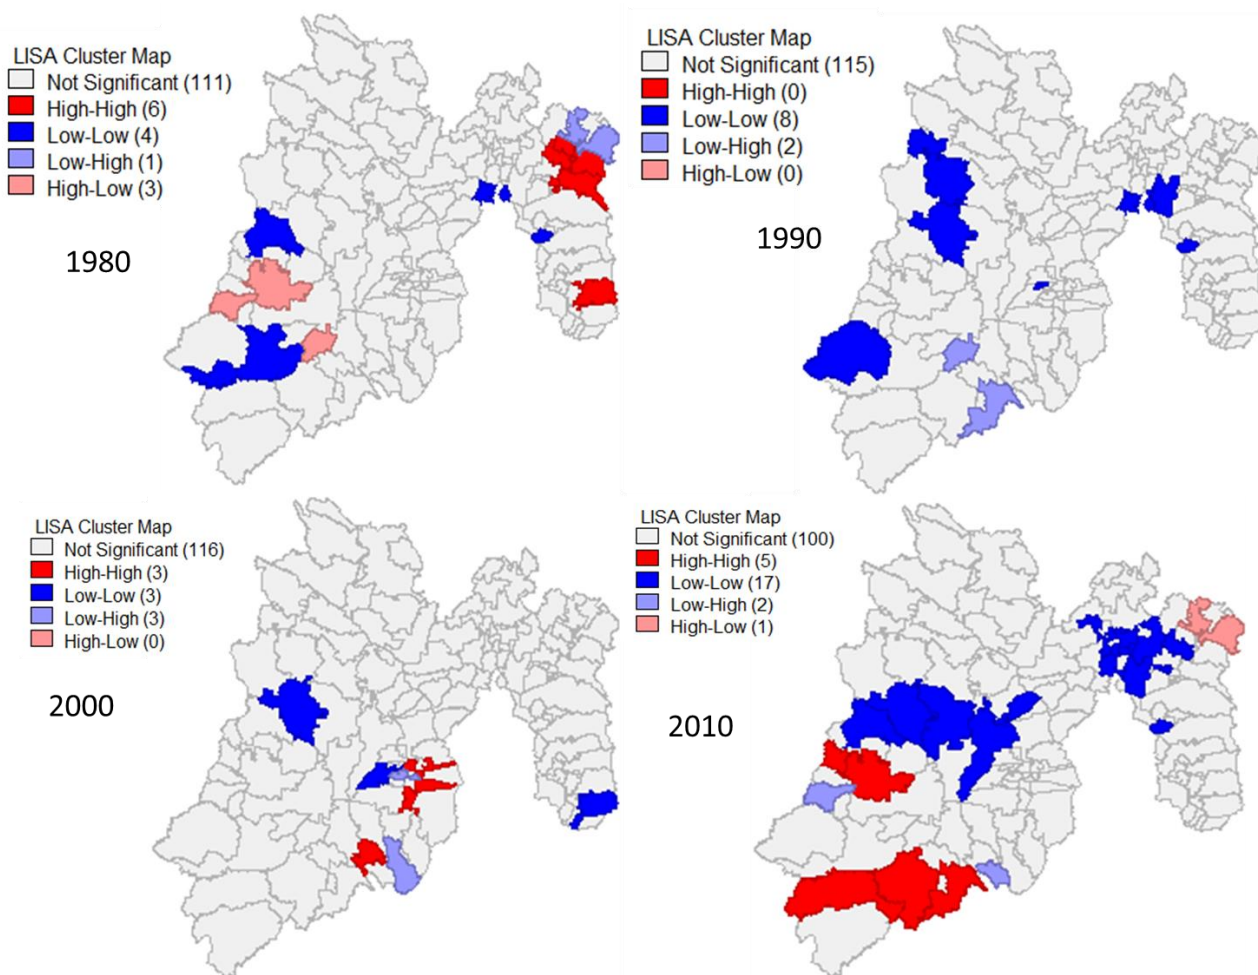 LISA Cluster Map
Not Significant (111)
High-High (6)
Low-Low (4)
Low-High (1)
High-Low (3)
1980
LISA Cluster Map
Not Significant (115)
High-High (0)
Low-Low (8)
Low-High (2)
High-Low (0)
1990
LISA Cluster Map
Not Significant (116)
High-High (3)
Low-Low (3)
Low-High (3)
High-Low (0)
2000
LISA Cluster Map
Not Significant (100)
High-High (5)
Low-Low (17)
Low-High (2)
High-Low (1)
2010